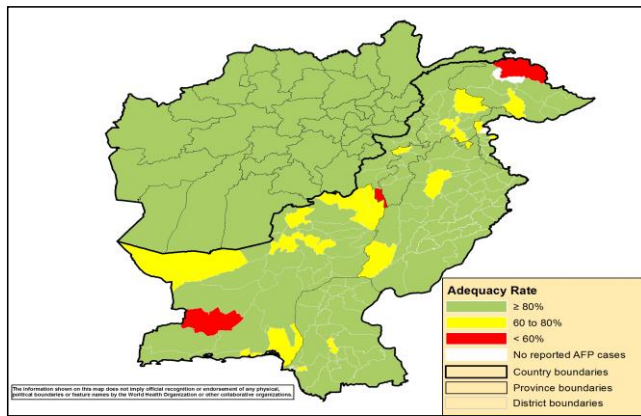 Adequacy Rate
≥ 80%
60 to 80%
< 60%
No reported AFP cases
Country boundaries
Province boundaries
District boundaries
The information shown on this map does not imply official recognition or endorsement of any physical,
political boundaries or feature names by the World Health Organization or other collaborative organizations.